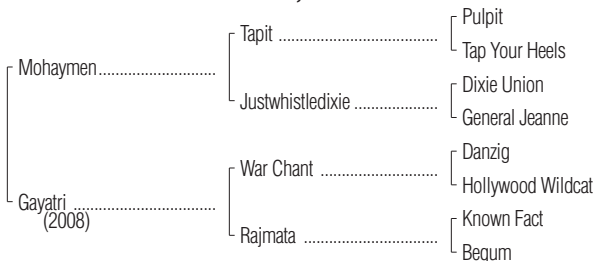 Pulpit
Tapit ....................................
Tap Your Heels
Mohaymen..........................
Dixie Union
Justwhistledixie ...................
General Jeanne
Danzig
War Chant ..........................
Hollywood Wildcat
Gayatri ................................
(2008)
Known Fact
Rajmata ..............................
Begum